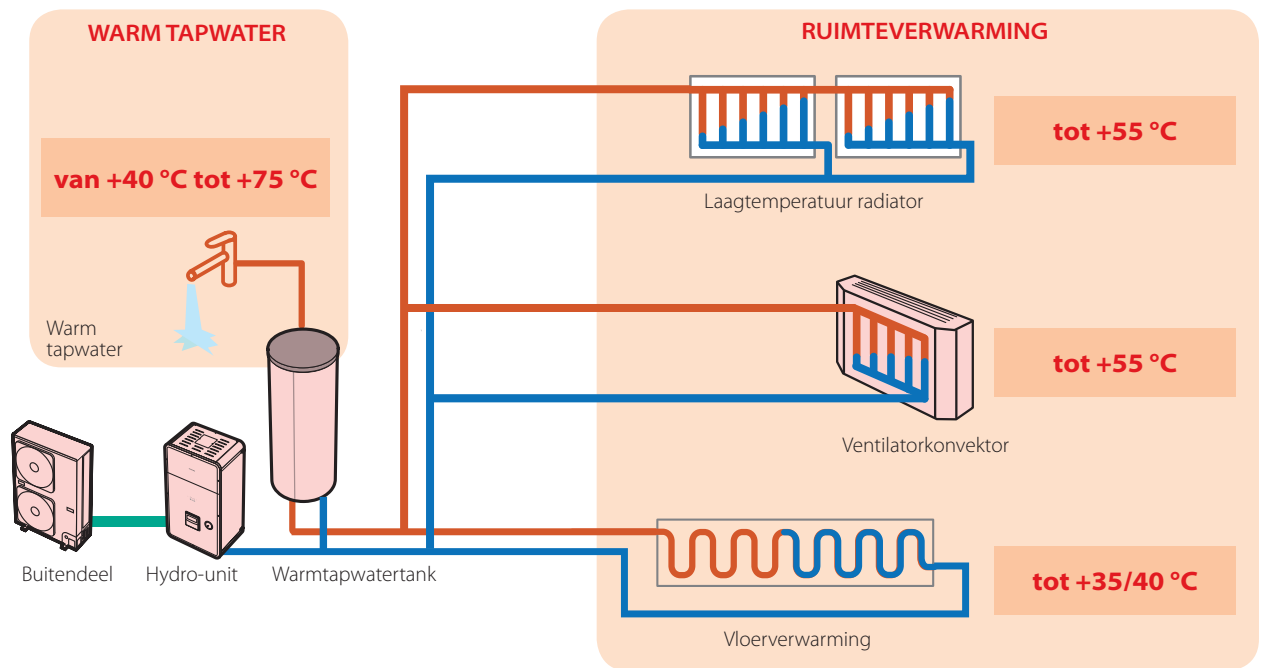 WARM TAPWATER
van +40 °C tot +75 °C
Warm
tapwater
Buitendeel
Hydro-unit
Warmtapwatertank
RUIMTEVERWARMING
tot +55 °C
Laagtemperatuur radiator
tot +55 °C
Ventilatorkonvektor
tot +35/40 °C
Vloerverwarming